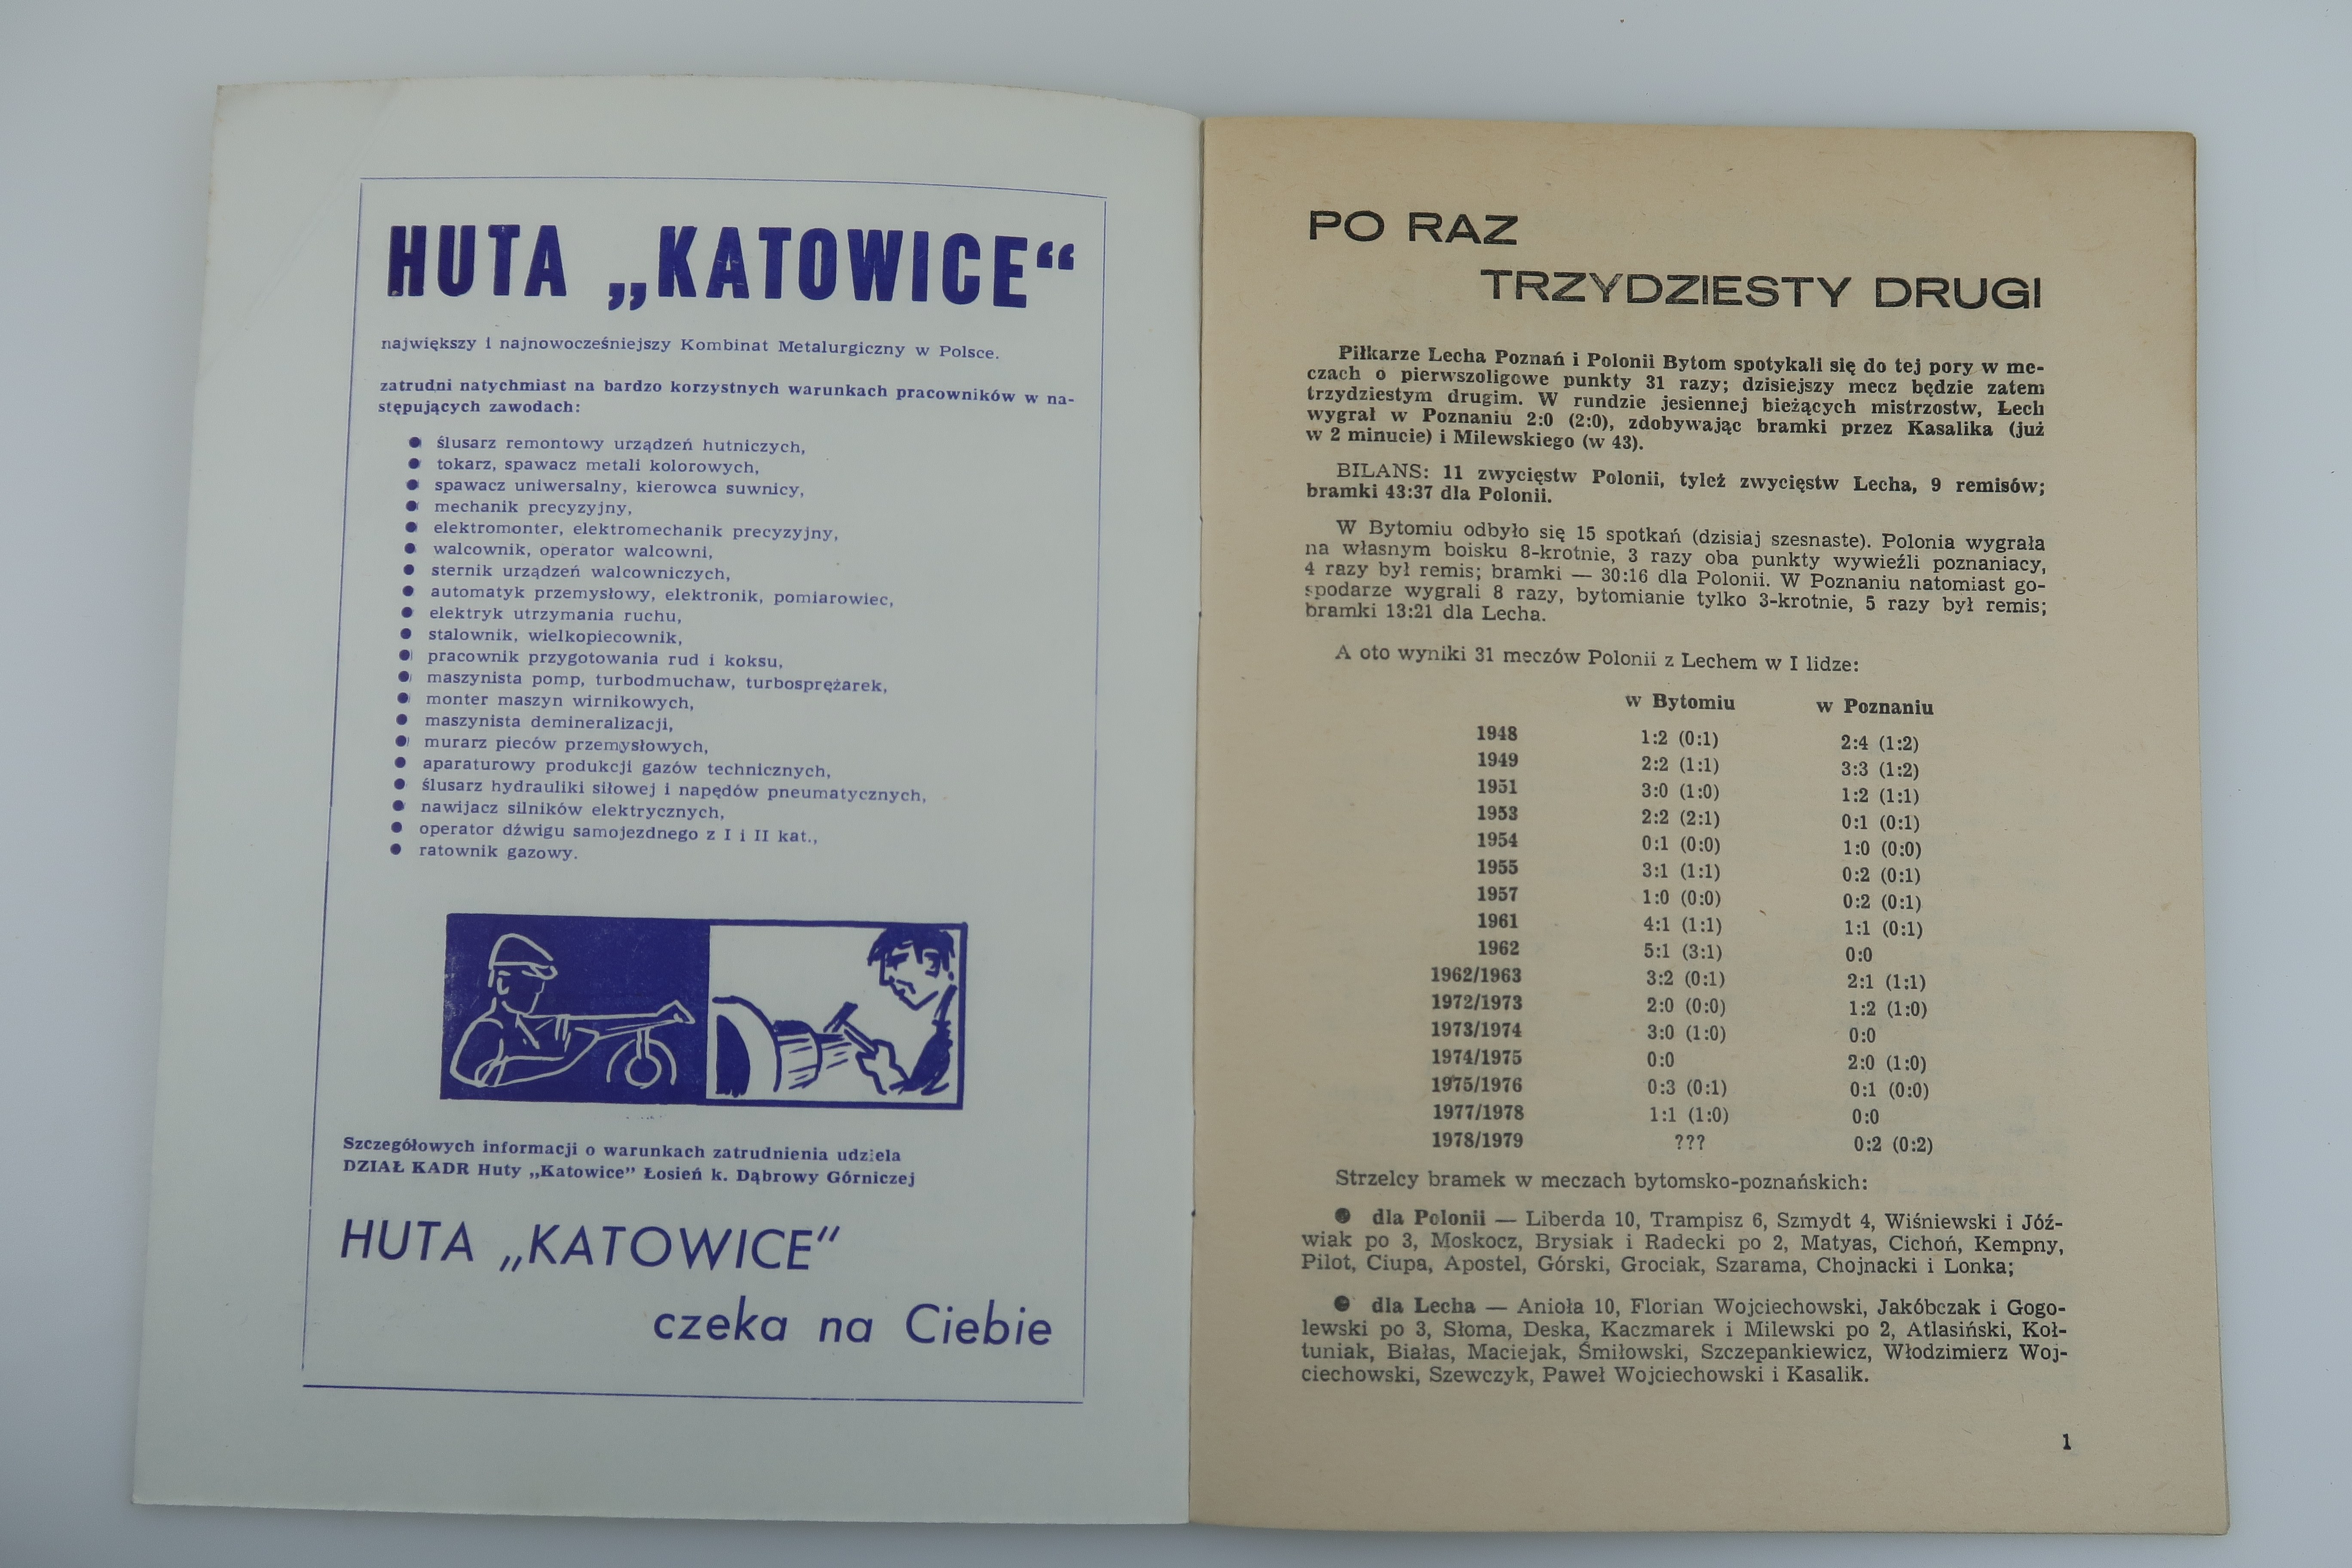 HUTA „KATOWICE“
największy i najnowocześniejszy Kombinat Metalurgiczny w Polsce.
zatrudni natychmiast na bardzo korzystnych warunkach pracowników w na-
stępujących zawodach:
● ślusarz remontowy urządzeń hutniczych,
● tokarz, spawacz metali kolorowych,
● spawacz uniwersalny, kierowca suwnicy,
● mechanik precyzyjny,
● elektromonter, elektromechanik precyzyjny,
● walcownik, operator walcowni,
● sternik urządzeń walcowniczych,
● automatyk przemysłowy, elektronik, pomiarowiec,
● elektryk utrzymania ruchu,
● stalownik, wielkopiecownik,
● pracownik przygotowania rud i koksu,
● maszynista pomp, turbodmuchaw, turbosprężarek,
● monter maszyn wirnikowych,
● maszynista demineralizacji,
● murarz pieców przemysłowych,
● aparaturowy produkcji gazów technicznych,
● ślusarz hydrauliki siłowej i napędów pneumatycznych,
● nawijacz silników elektrycznych,
● operator dźwigu samojezdnego z I i II kat.,
● ratownik gazowy.
Szczegółowych informacji o warunkach zatrudnienia udziela
DZIAŁ KADR Huty „Katowice” Łosień k. Dąbrowy Górniczej
HUTA „KATOWICE”
czeka na Ciebie
PO RAZ
TRZYDZIESTY DRUGI
Piłkarze Lecha Poznań i Polonii Bytom spotykali się do tej pory w me-
czach o pierwszoligowe punkty 31 razy; dzisiejszy mecz będzie zatem
trzydziestym drugim. W rundzie jesiennej bieżących mistrzostw, Lech
wygrał w Poznaniu 2:0 (2:0), zdobywając bramki przez Kasalika (już
w 2 minucie) i Milewskiego (w 43).
BILANS: 11 zwycięstw Polonii, tyleż zwycięstw Lecha, 9 remisów;
bramki 43:37 dla Polonii.
W Bytomiu odbyło się 15 spotkań (dzisiaj szesnaste). Polonia wygrała
na własnym boisku 8-krotnie, 3 razy oba punkty wywieźli poznaniacy,
4 razy był remis; bramki — 30:16 dla Polonii. W Poznaniu natomiast go-
spodarze wygrali 8 razy, bytomianie tylko 3-krotnie, 5 razy był remis;
bramki 13:21 dla Lecha.
A oto wyniki 31 meczów Polonii z Lechem w I lidze:
w Bytomiu w Poznaniu
1948 1:2 (0:1) 2:4 (1:2)
1949 2:2 (1:1) 3:3 (1:2)
1951 3:0 (1:0) 1:2 (1:1)
1953 2:2 (2:1) 0:1 (0:1)
1954 0:1 (0:0) 1:0 (0:0)
1955 3:1 (1:1) 0:2 (0:1)
1957 1:0 (0:0) 0:2 (0:1)
1961 4:1 (1:1) 1:1 (0:1)
1962 5:1 (3:1) 0:0
1962/1963 3:2 (0:1) 2:1 (1:1)
1972/1973 2:0 (0:0) 1:2 (1:0)
1973/1974 3:0 (1:0) 0:0
1974/1975 0:0 2:0 (1:0)
1975/1976 0:3 (0:1) 0:1 (0:0)
1977/1978 1:1 (1:0) 0:0
1978/1979 ??? 0:2 (0:2)
Strzelcy bramek w meczach bytomsko-poznańskich:
● dla Polonii — Liberda 10, Trampisz 6, Szmydt 4, Wiśniewski i Jóź-
wiak po 3, Moskocz, Brysiak i Radecki po 2, Matyas, Cichoń, Kempny,
Pilot, Ciupa, Apostel, Górski, Grociak, Szarama, Chojnacki i Lonka;
● dla Lecha — Anioła 10, Florian Wojciechowski, Jakóbczak i Gogo-
lewski po 3, Słoma, Deska, Kaczmarek i Milewski po 2, Atlasiński, Koł-
tuniak, Białas, Maciejak, Śmiłowski, Szczepankiewicz, Włodzimierz Woj-
ciechowski, Szewczyk, Paweł Wojciechowski i Kasalik.
1